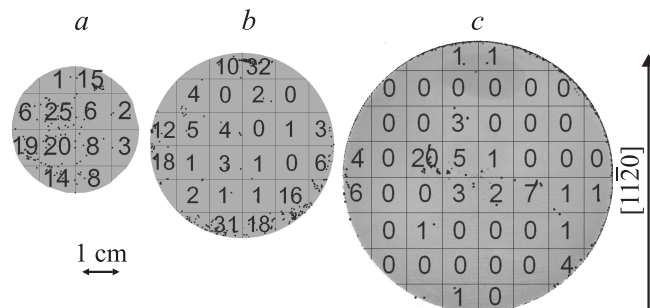 a
1 15
6 25 6 2
19 20 8 3
14 8
1 cm
b
10 32
4 0 2 0
12 5 4 0 1 3
18 1 3 1 0 6
2 1 1 16
31 18
c
1 1
0 0 0 0 0 0
0 0 3 0 0 0
4 0 20 5 1 0 0 0
6 0 0 3 2 7 1 1
0 1 0 0 0 1
0 0 0 0 0 4
1 0
[112̄0]